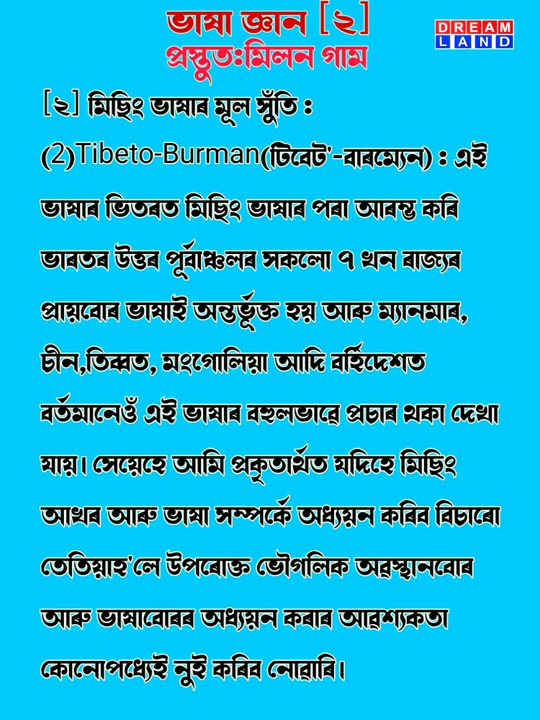 ভাষা জ্ঞান [২]
প্ৰস্তুত:মিলন গাম
DREAM
LAND
[২] মিছিং ভাষাৰ মূল সুঁতি :
(2)Tibeto-Burman(টিবেট'-বাৰম্যেন) : এই
ভাষাৰ ভিতৰত মিছিং ভাষাৰ পৰা আৰম্ভ কৰি
ভাৰতৰ উত্তৰ পূৰ্বাঞ্চলৰ সকলো ৭ খন ৰাজ্যৰ
প্ৰায়বোৰ ভাষাই অন্তৰ্ভূক্ত হয় আৰু ম্যানমাৰ,
চীন,তিব্বত, মংগোলিয়া আদি বৰ্হিদেশত
বৰ্তমানেওঁ এই ভাষাৰ বহুলভাৱে প্ৰচাৰ থকা দেখা
যায়। সেয়েহে আমি প্ৰকৃতাৰ্থত যদিহে মিছিং
আখৰ আৰু ভাষা সম্পৰ্কে অধ্যয়ন কৰিব বিচাৰো
তেতিয়াহ'লে উপৰোক্ত ভৌগলিক অৱস্থানবোৰ
আৰু ভাষাবোৰৰ অধ্যয়ন কৰাৰ আৱশ্যকতা
কোনোপধ্যেই নুই কৰিব নোৱাৰি।